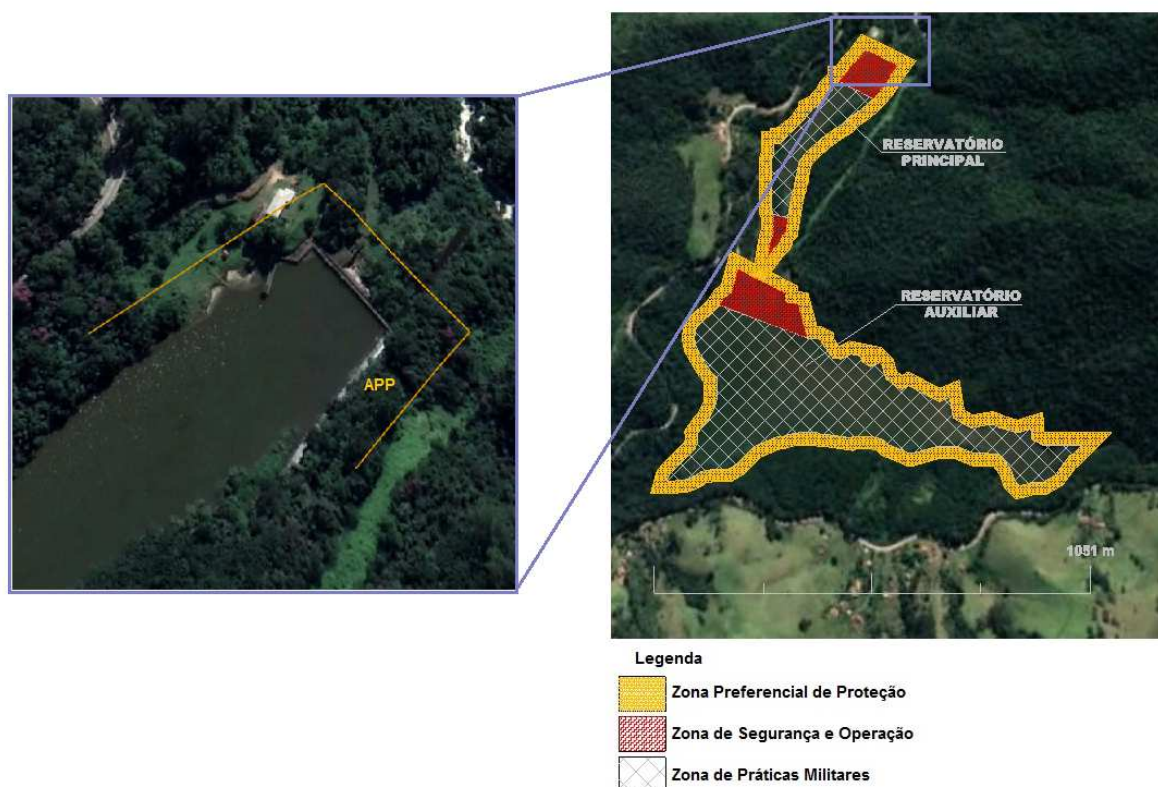 APP
RESERVATÓRIO
PRINCIPAL
RESERVATÓRIO
AUXILIAR
1051 m
Legenda
Zona Preferencial de Proteção
Zona de Segurança e Operação
Zona de Práticas Militares